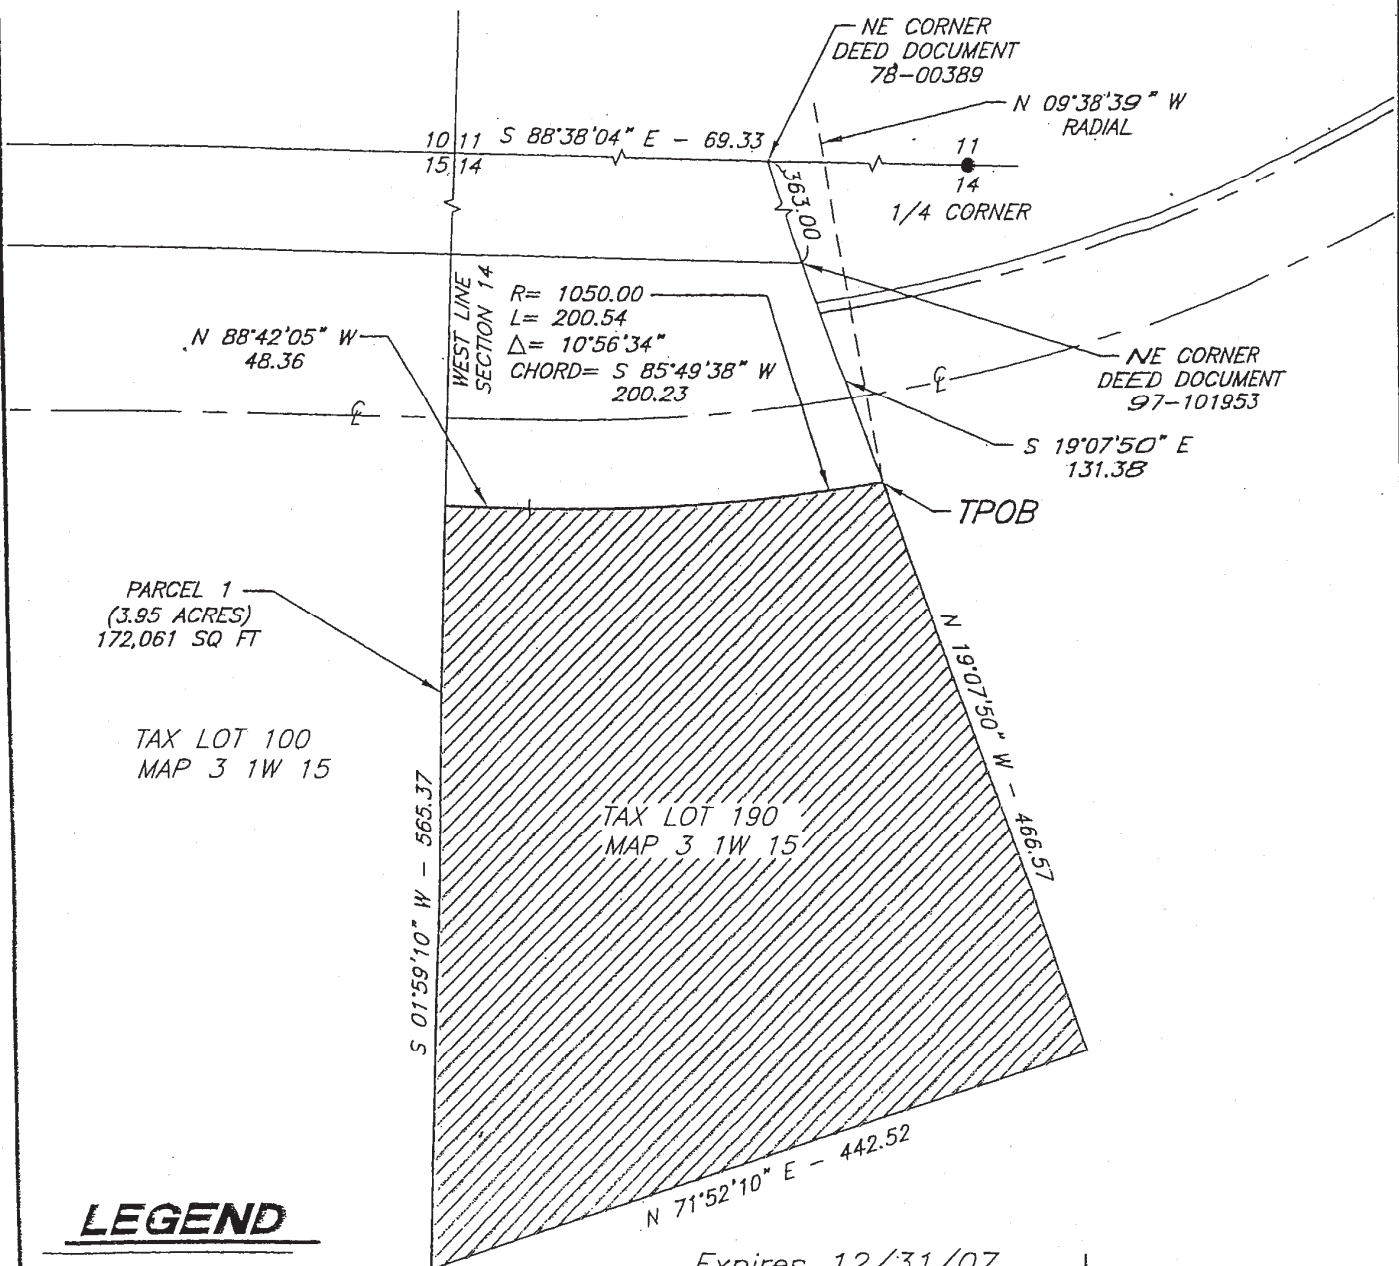 NE CORNER
DEED DOCUMENT
78-00389
N 09°38'39" W
RADIAL
10 11
S 88°38'04" E - 69.33
15 14
11
14
1/4 CORNER
363.00
WEST LINE
SECTION 14
R= 1050.00
L= 200.54
Δ= 10°56'34"
CHORD= S 85°49'38" W
200.23
N 88°42'05" W
48.36
NE CORNER
DEED DOCUMENT
97-101953
℄
℄
S 19°07'50" E
131.38
TPOB
PARCEL 1
(3.95 ACRES)
172,061 SQ FT
N 19°07'50" W - 466.57
TAX LOT 100
MAP 3 1W 15
TAX LOT 190
MAP 3 1W 15
S 01°59'10" W - 565.37
N 71°52'10" E - 442.52
LEGEND
Expires 12/31/07